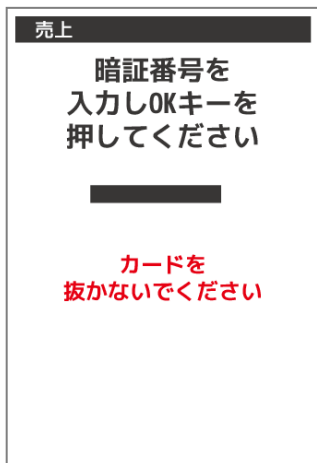 売上
暗証番号を
入力しOKキーを
押してください
カードを
抜かないでください